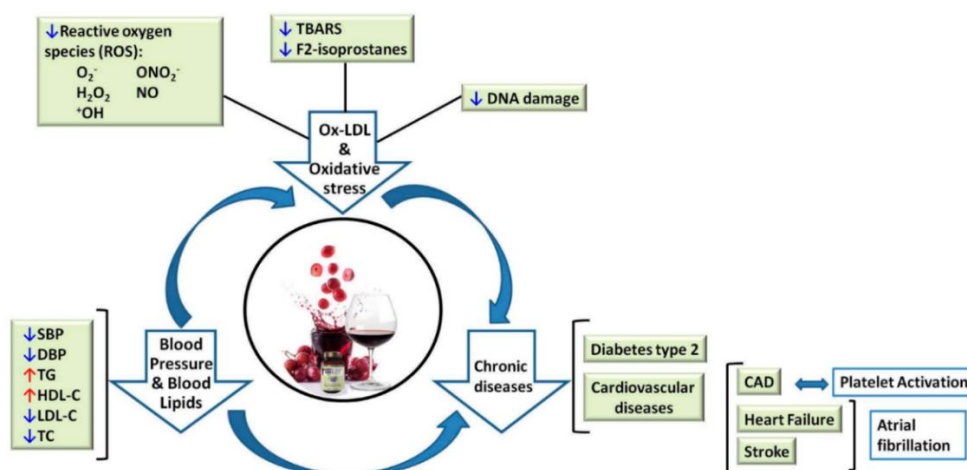 ↓Reactive oxygen
species (ROS):
O₂⁻ ONO₂⁻
H₂O₂ NO
⁺OH
↓ TBARS
↓ F2-isoprostanes
↓ DNA damage
Ox-LDL
&
Oxidative
stress
↓SBP
↓DBP
↑TG
↑HDL-C
↓LDL-C
↓TC
Blood
Pressure
& Blood
Lipids
Chronic
diseases
Diabetes type 2
Cardiovascular
diseases
CAD
Platelet Activation
Heart Failure
Stroke
Atrial
fibrillation